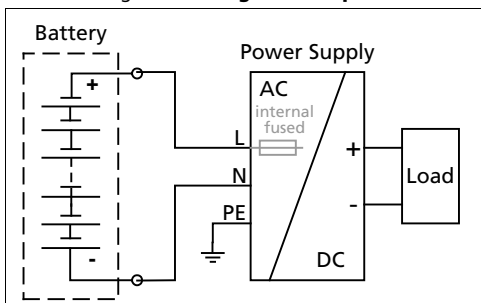 Battery
+
-
Power Supply
AC
internal
fused
L
N
PE
+
-
DC
Load